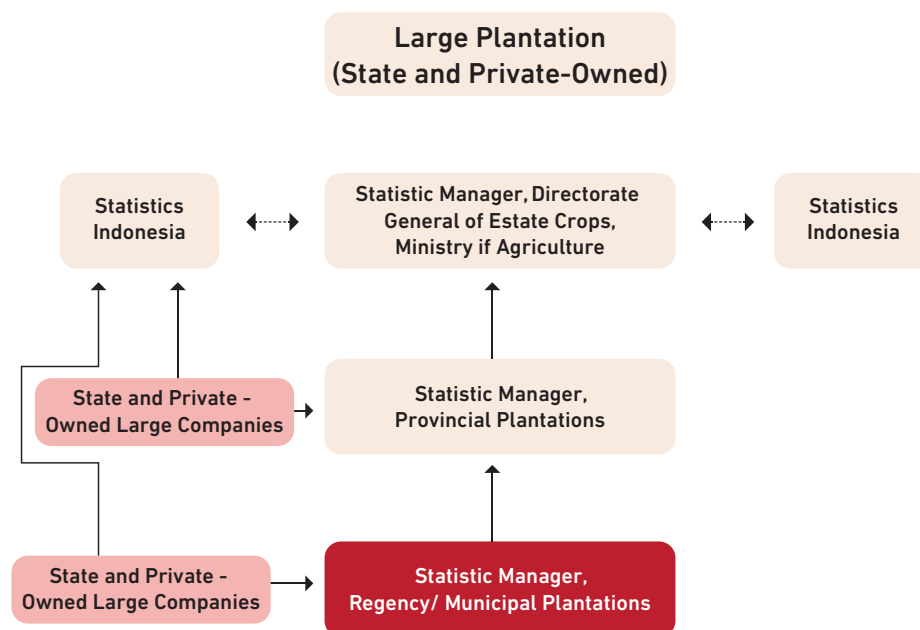 Large Plantation
(State and Private-Owned)
Statistics
Indonesia
Statistic Manager, Directorate
General of Estate Crops,
Ministry if Agriculture
Statistics
Indonesia
State and Private -
Owned Large Companies
Statistic Manager,
Provincial Plantations
State and Private -
Owned Large Companies
Statistic Manager,
Regency/ Municipal Plantations